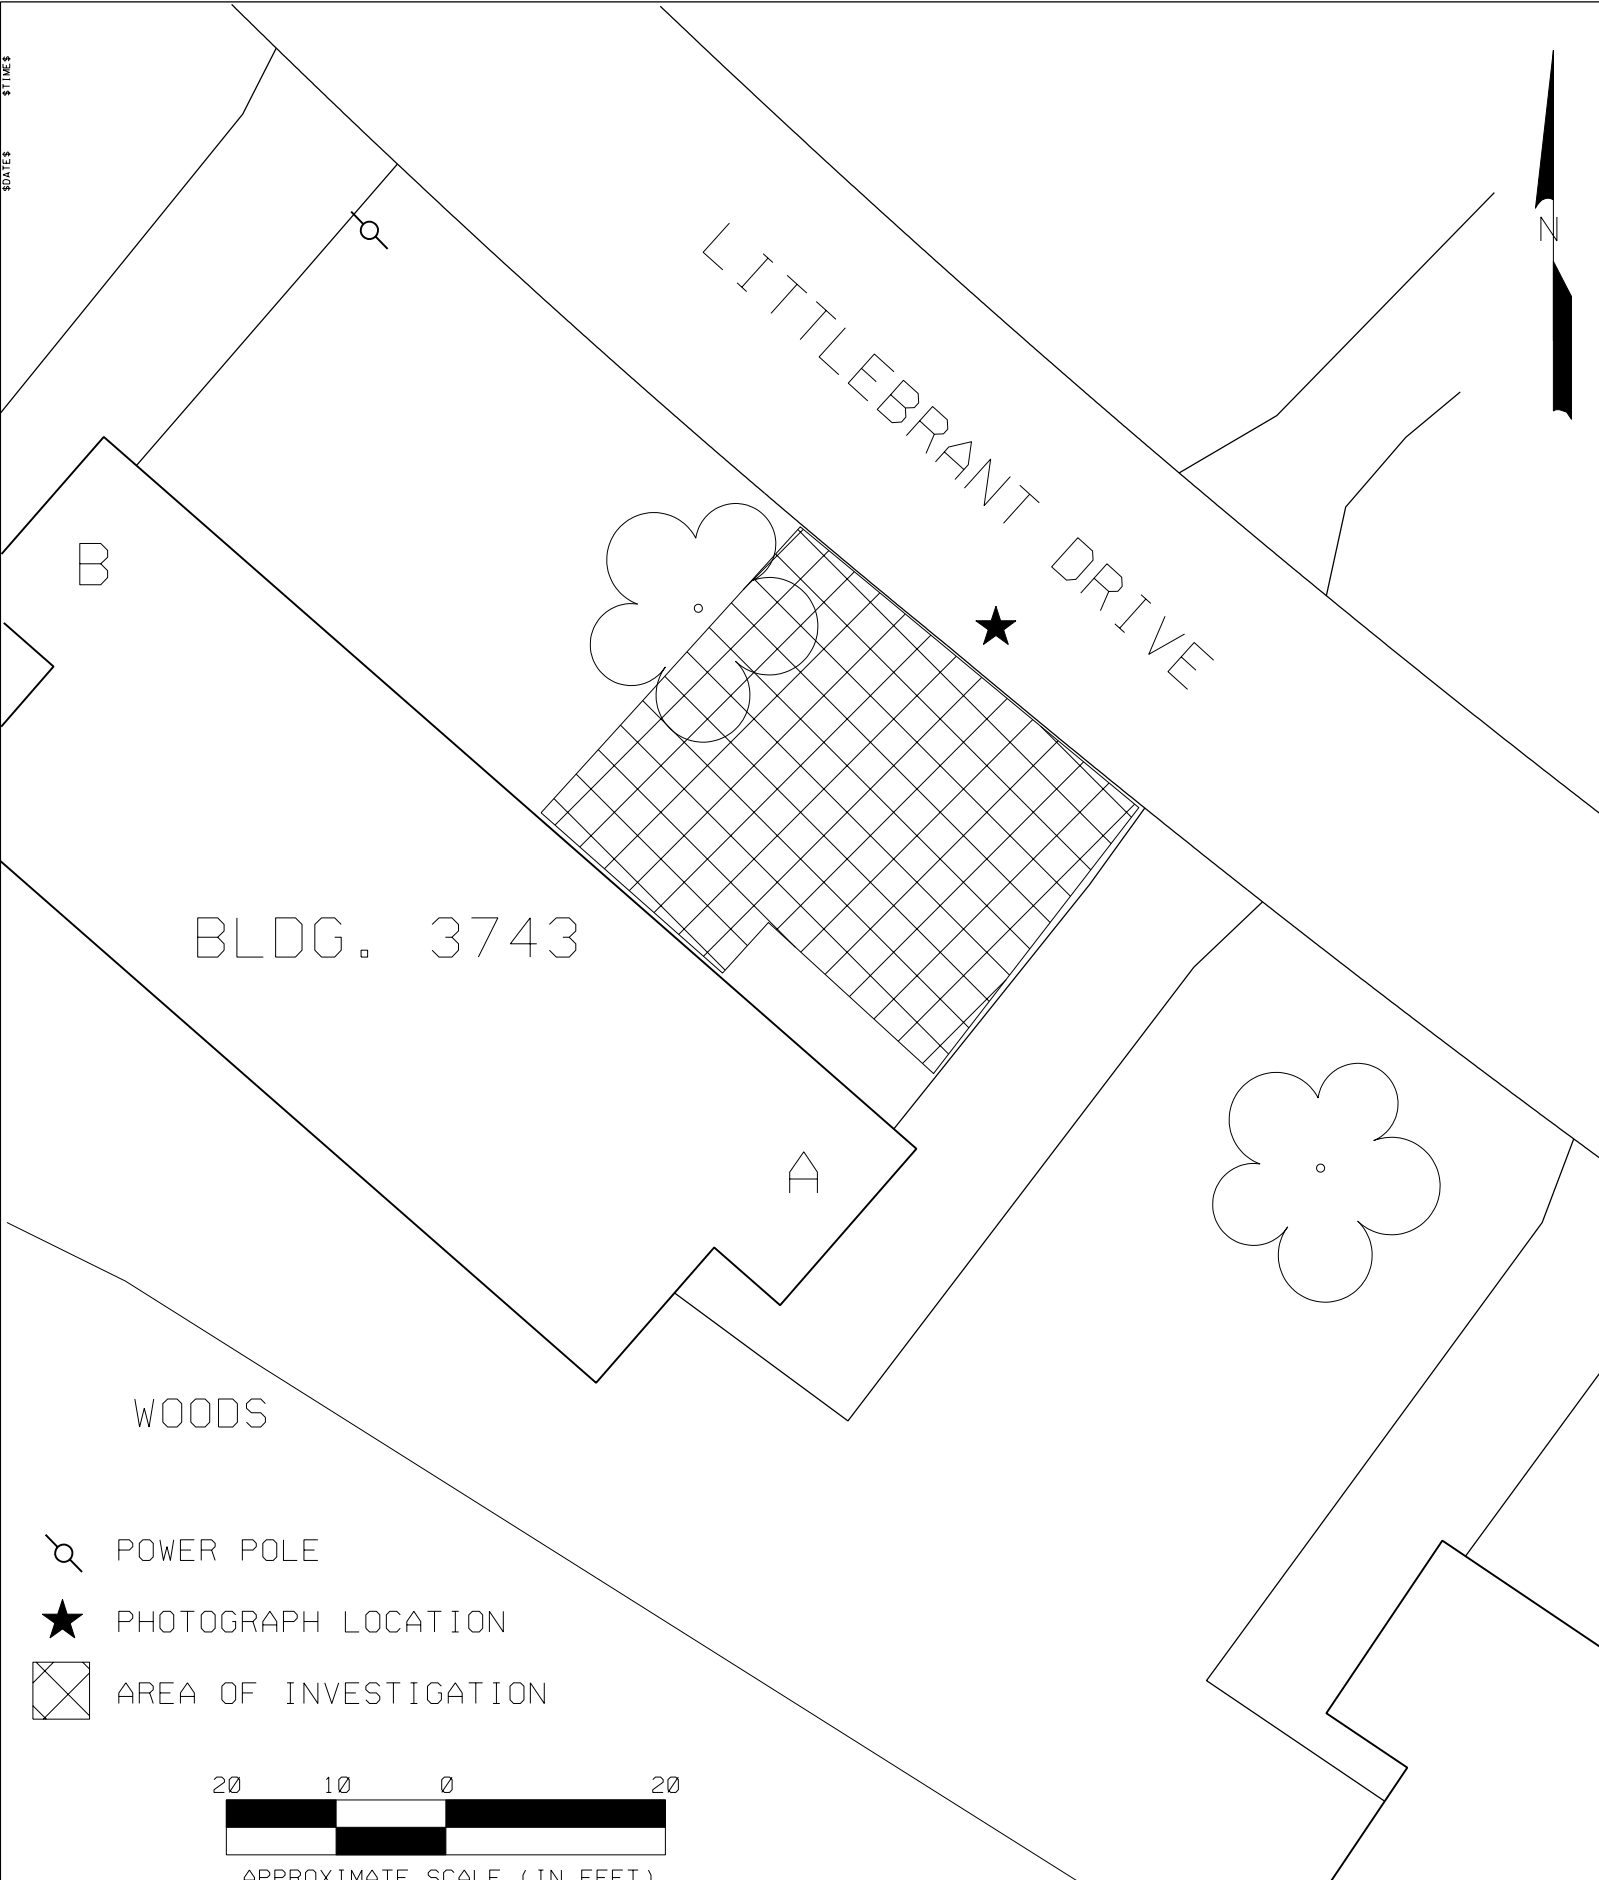 $TIME$
$DATE$
N
LITTLEBRANT DRIVE
B
BLDG. 3743
A
WOODS
POWER POLE
PHOTOGRAPH LOCATION
AREA OF INVESTIGATION
20 10 0 20
APPROXIMATE SCALE (IN FEET)